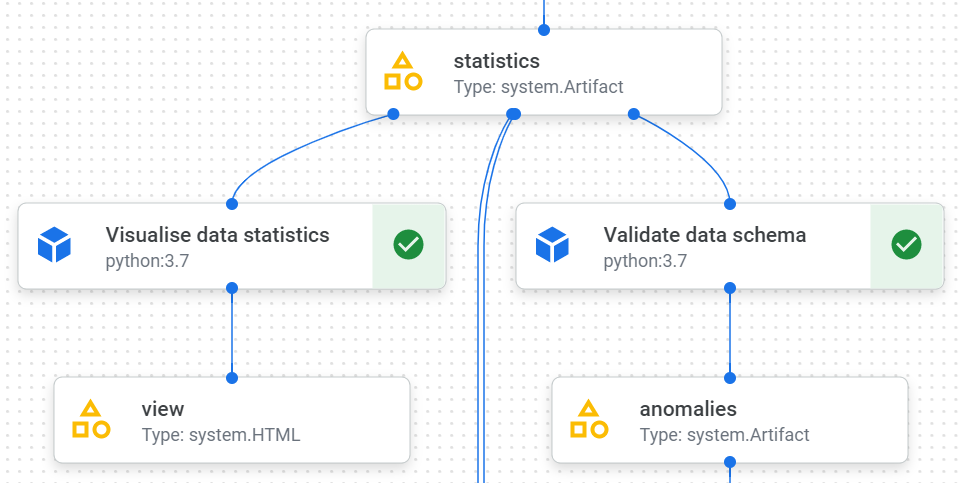 statistics
Type: system.Artifact
Visualise data statistics
python:3.7
Validate data schema
python:3.7
view
Type: system.HTML
anomalies
Type: system.Artifact